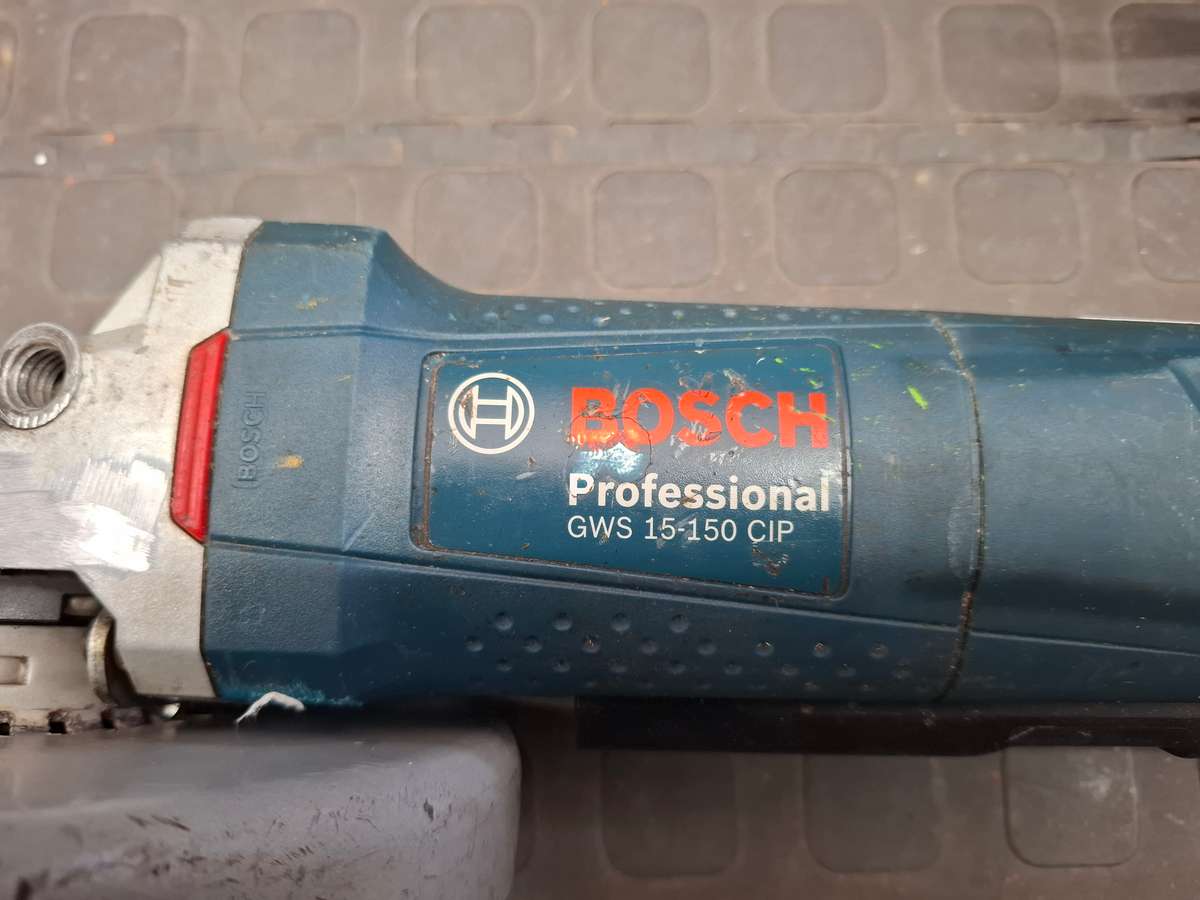 BOSCH
BOSCH
Professional
GWS 15-150 CIP